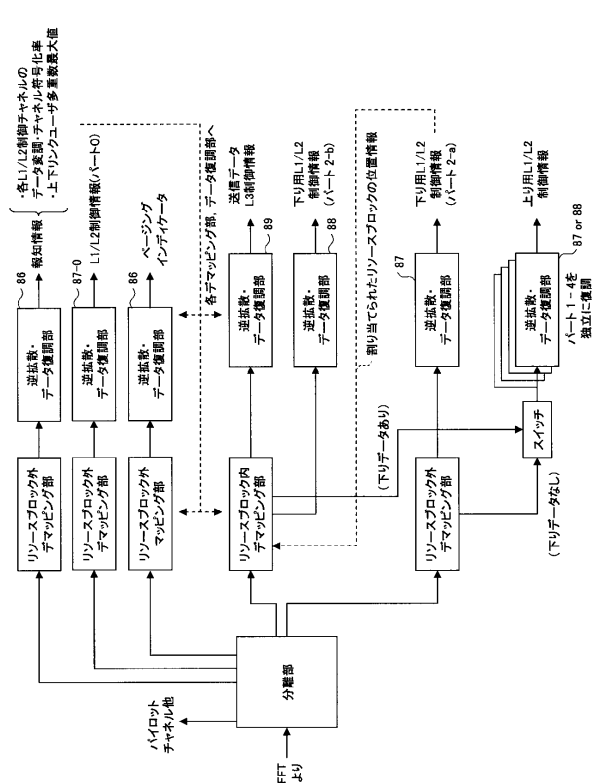 FFT
より
パイロット
チャネル他
分離部
リソースブロック外
デマッピング部
リソースブロック外
デマッピング部
リソースブロック外
マッピング部
リソースブロック内
デマッピング部
リソースブロック外
デマッピング部
(下りデータあり)
(下りデータなし)
スイッチ
逆拡散・
データ復調部
86
逆拡散・
データ復調部
87-0
逆拡散・
データ復調部
86
逆拡散・
データ復調部
89
逆拡散・
データ復調部
88
逆拡散・
データ復調部
87
逆拡散・
データ復調部
87 or 88
パート 1 - 4を
独立に復調
報知情報
・各L1/L2制御チャネルの
データ変調・チャネル符号化率
・上下リンクユーザ多重数最大値
L1/L2制御情報(パート0)
ページング
インディケータ
各デマッピング部, データ復調部へ
送信データ
L3制御情報
下り用L1/L2
制御情報
(パート 2-b)
割り当てられたリソースブロックの位置情報
下り用L1/L2
制御情報
(パート 2-a)
上り用L1/L2
制御情報